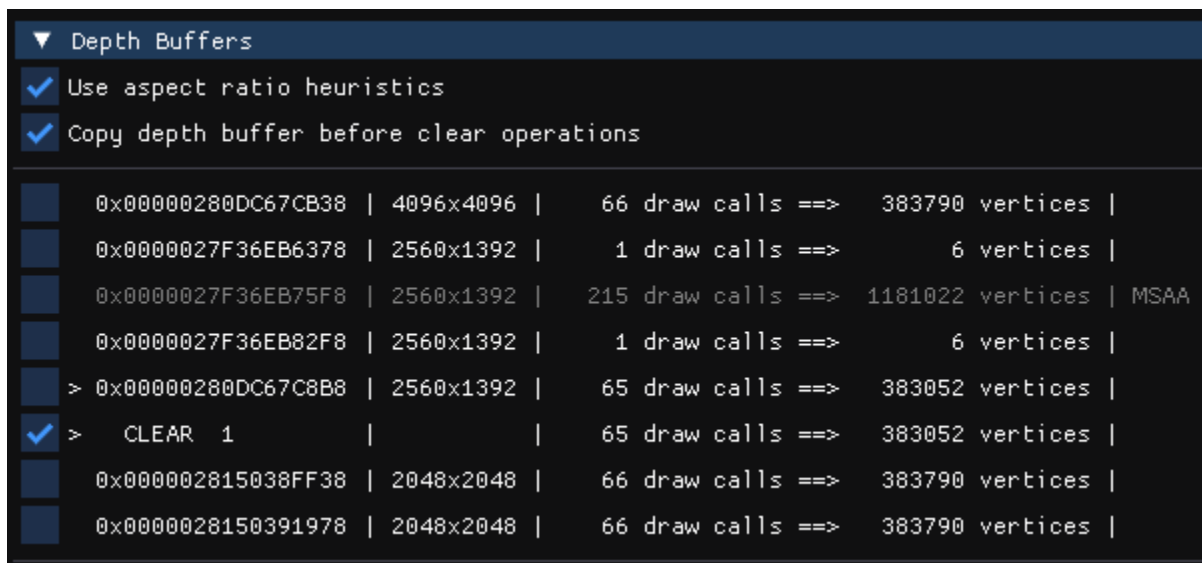 ▼ Depth Buffers
Use aspect ratio heuristics
Copy depth buffer before clear operations
0x00000280DC67CB38 | 4096x4096 | 66 draw calls ==> 383790 vertices |
0x0000027F36EB6378 | 2560x1392 | 1 draw calls ==> 6 vertices |
0x0000027F36EB75F8 | 2560x1392 | 215 draw calls ==> 1181022 vertices | MSAA
0x0000027F36EB82F8 | 2560x1392 | 1 draw calls ==> 6 vertices |
> 0x00000280DC67C8B8 | 2560x1392 | 65 draw calls ==> 383052 vertices |
> CLEAR 1 | | 65 draw calls ==> 383052 vertices |
0x000002815038FF38 | 2048x2048 | 66 draw calls ==> 383790 vertices |
0x0000028150391978 | 2048x2048 | 66 draw calls ==> 383790 vertices |